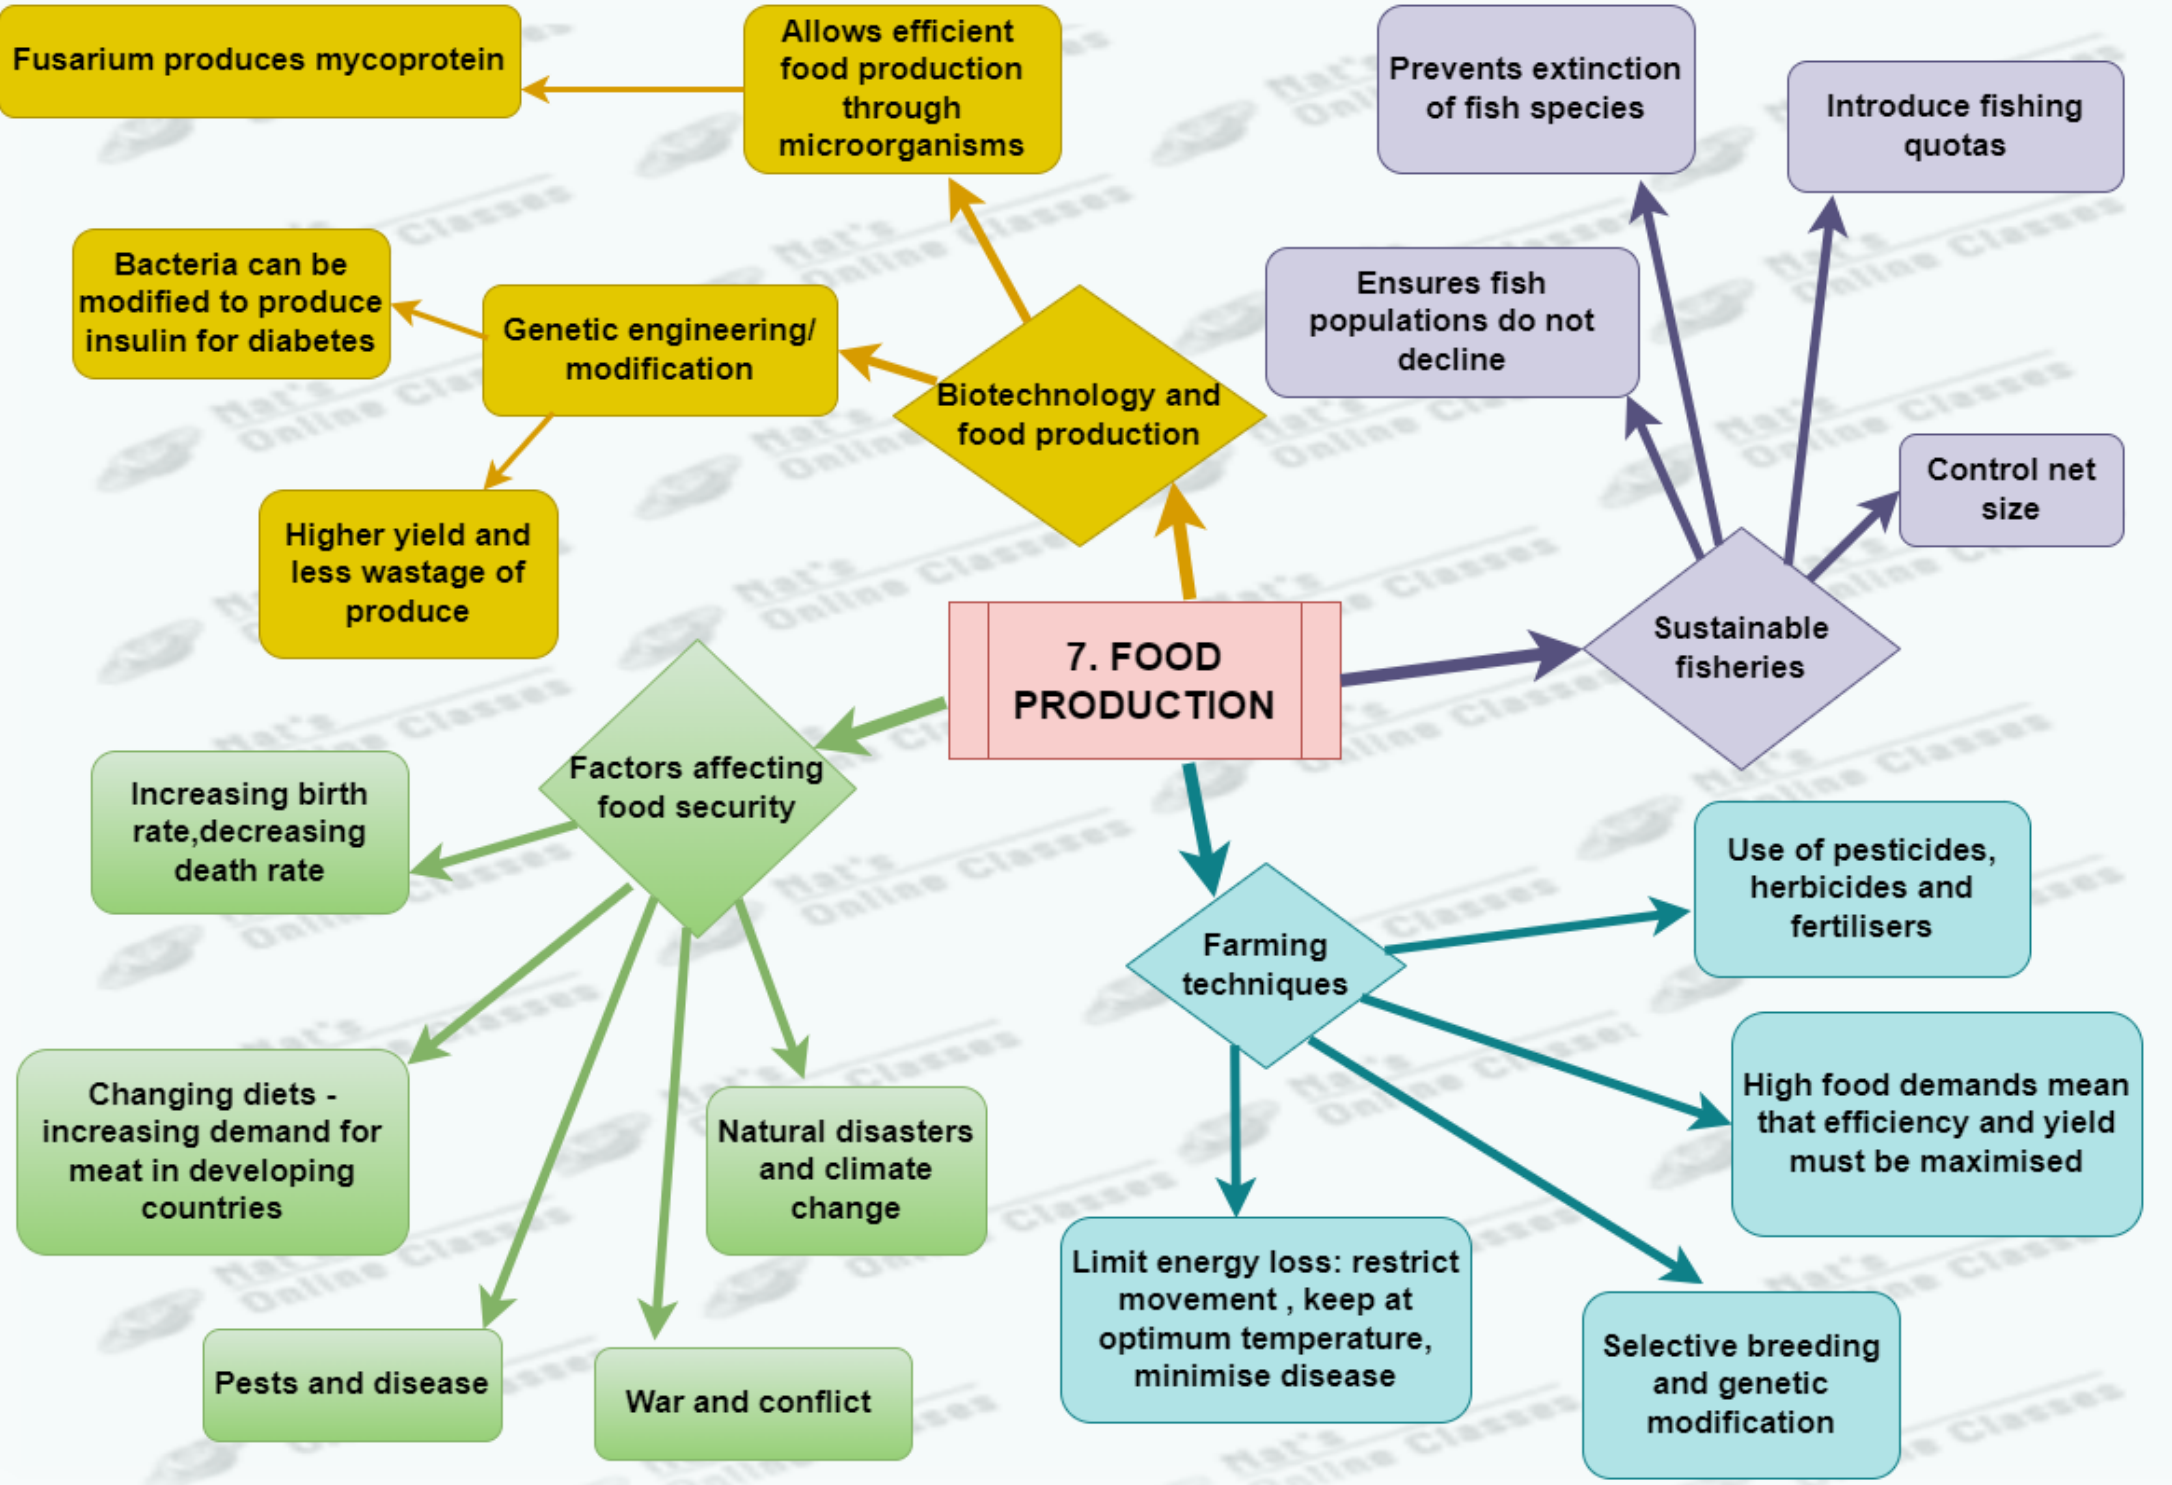 Fusarium produces mycoprotein
Allows efficient
food production
through
microorganisms
Prevents extinction
of fish species
Introduce fishing
quotas
Bacteria can be
modified to produce
insulin for diabetes
Genetic engineering/
modification
Biotechnology and
food production
Ensures fish
populations do not
decline
Control net
size
Higher yield and
less wastage of
produce
7. FOOD
PRODUCTION
Sustainable
fisheries
Factors affecting
food security
Increasing birth
rate,decreasing
death rate
Farming
techniques
Use of pesticides,
herbicides and
fertilisers
Changing diets -
increasing demand for
meat in developing
countries
Natural disasters
and climate
change
High food demands mean
that efficiency and yield
must be maximised
Pests and disease
War and conflict
Limit energy loss: restrict
movement , keep at
optimum temperature,
minimise disease
Selective breeding
and genetic
modification
Nat's
Online Classes